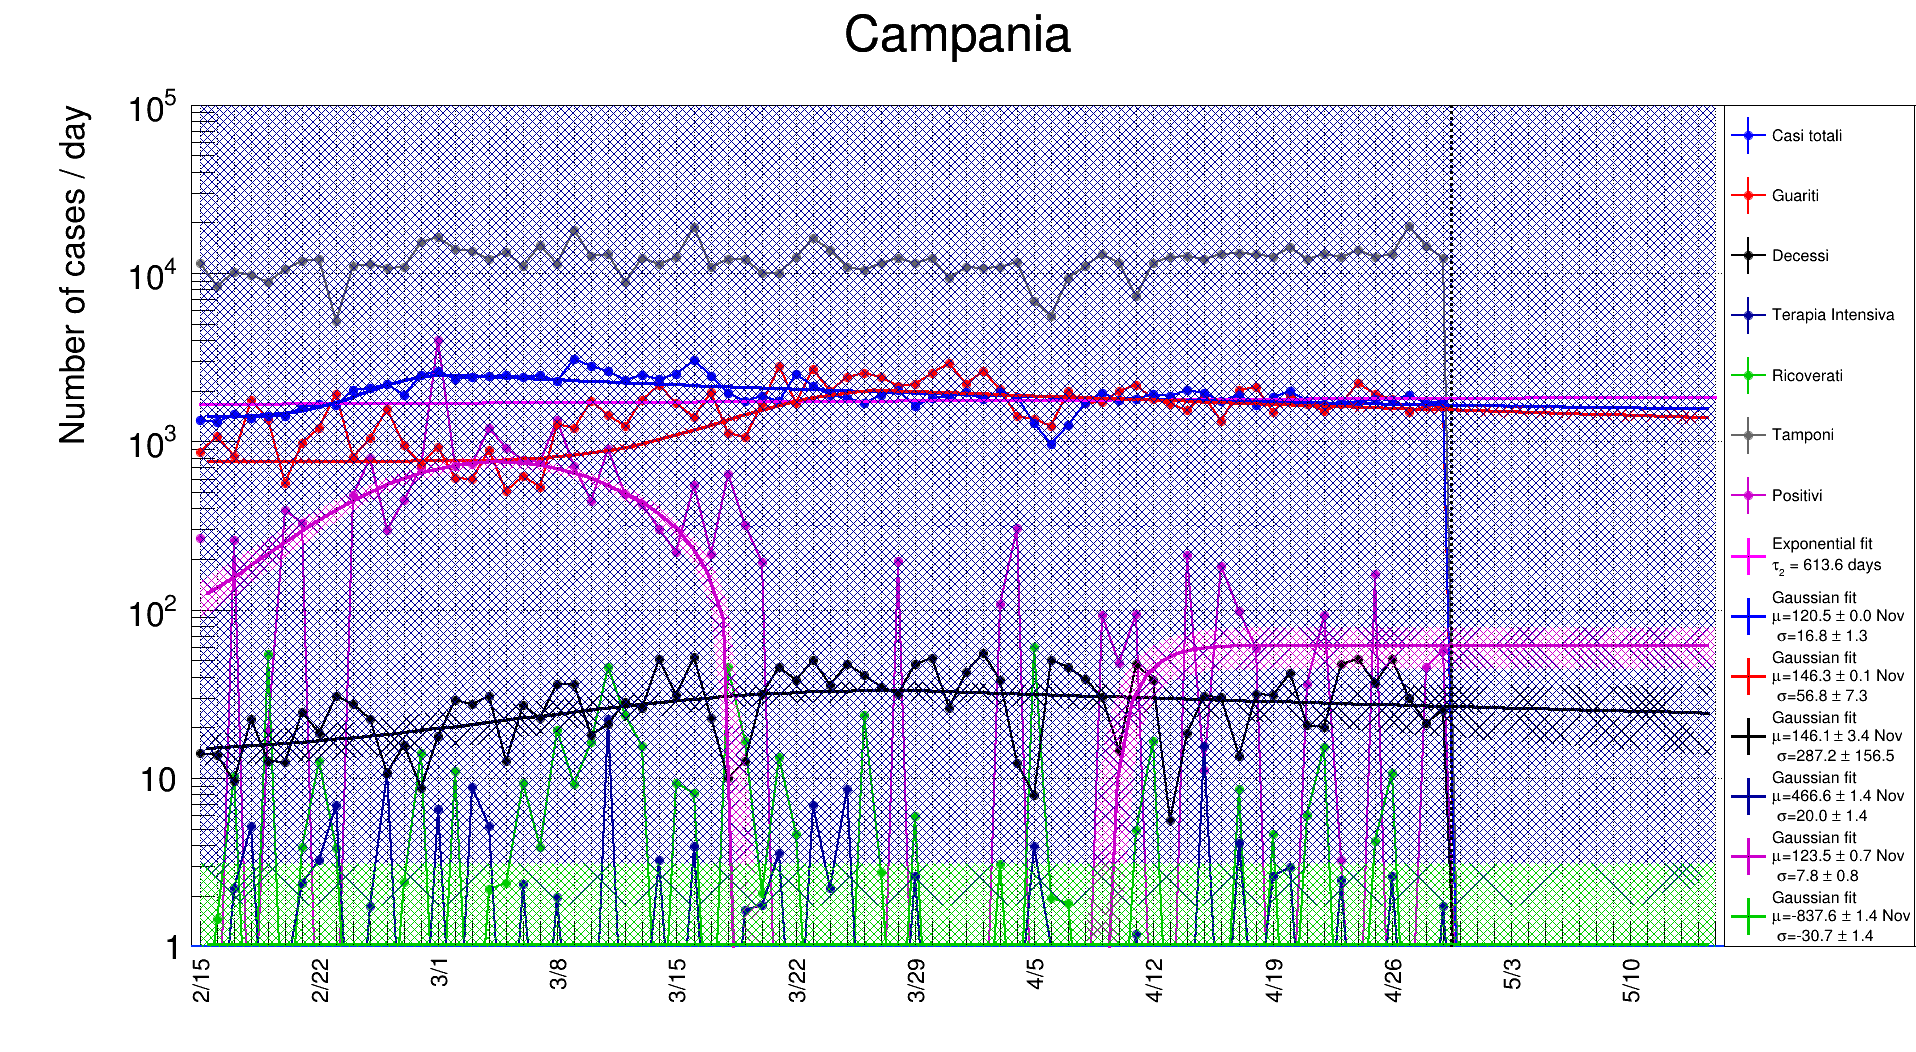 Campania
Number of cases / day
10^5
10^4
10^3
10^2
10
1
2/15
2/22
3/1
3/8
3/15
3/22
3/29
4/5
4/12
4/19
4/26
5/3
5/10
Casi totali
Guariti
Decessi
Terapia Intensiva
Ricoverati
Tamponi
Positivi
Exponential fit
τ2 = 613.6 days
Gaussian fit
μ=120.5 ± 0.0 Nov
σ=16.8 ± 1.3
Gaussian fit
μ=146.3 ± 0.1 Nov
σ=56.8 ± 7.3
Gaussian fit
μ=146.1 ± 3.4 Nov
σ=287.2 ± 156.5
Gaussian fit
μ=466.6 ± 1.4 Nov
σ=20.0 ± 1.4
Gaussian fit
μ=123.5 ± 0.7 Nov
σ=7.8 ± 0.8
Gaussian fit
μ=-837.6 ± 1.4 Nov
σ=-30.7 ± 1.4